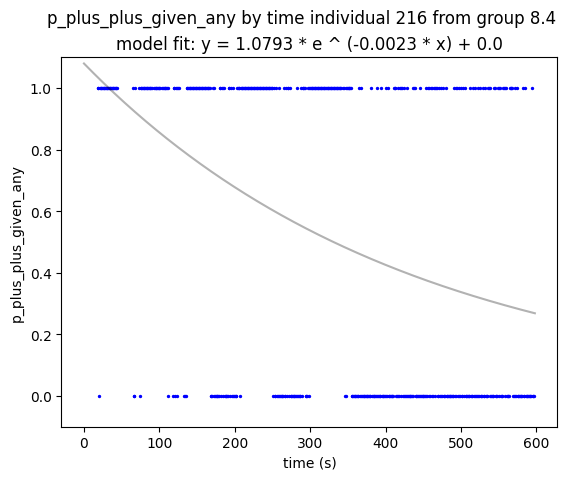 p_plus_plus_given_any by time individual 216 from group 8.4
model fit: y = 1.0793 * e ^ (-0.0023 * x) + 0.0
1.0
0.8
0.6
0.4
0.2
0.0
p_plus_plus_given_any
0 100 200 300 400 500 600
time (s)